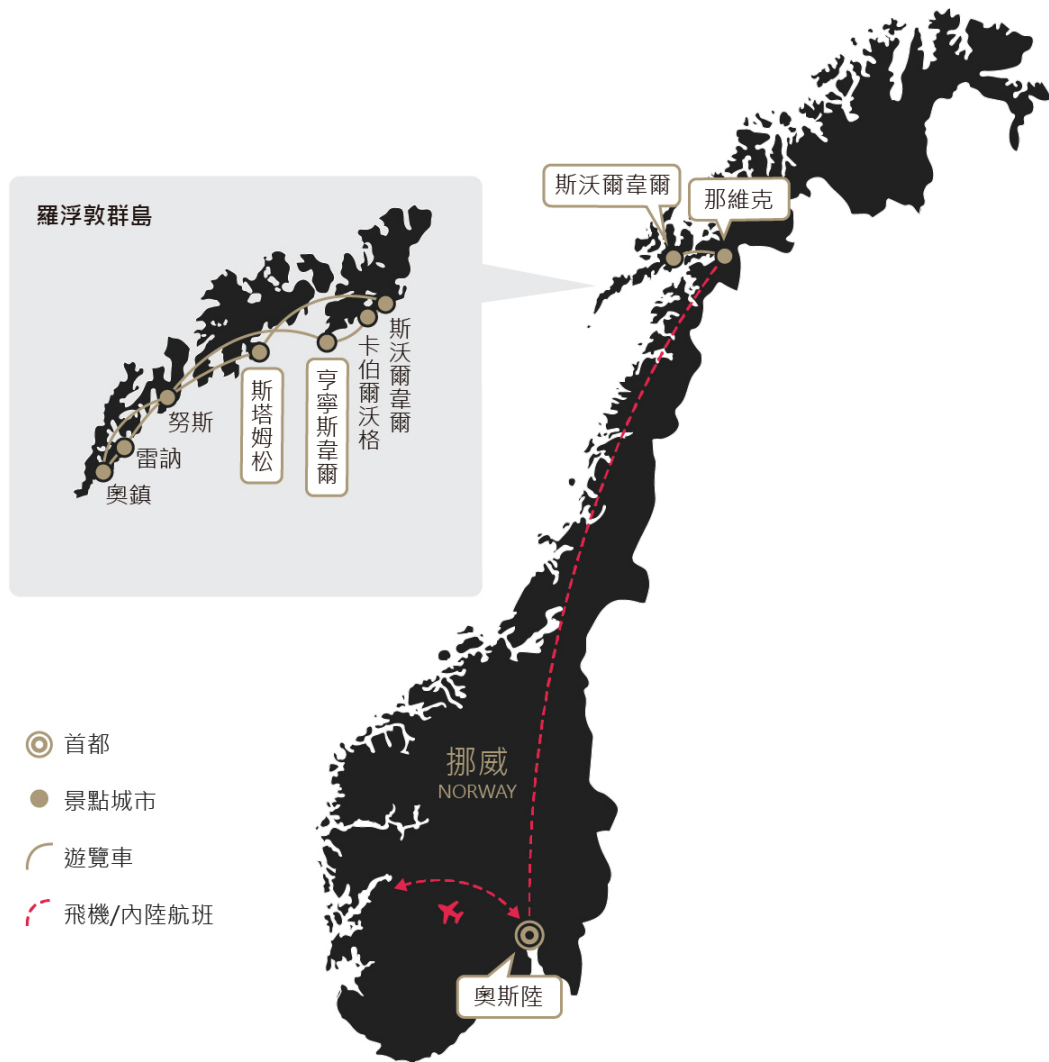 斯沃爾韋爾
那維克
羅浮敦群島
斯沃爾韋爾
卡伯爾沃格
亨寧斯韋爾
斯塔姆松
努斯
雷訥
奧鎮
挪威
NORWAY
首都
景點城市
遊覽車
飛機/內陸航班
奧斯陸